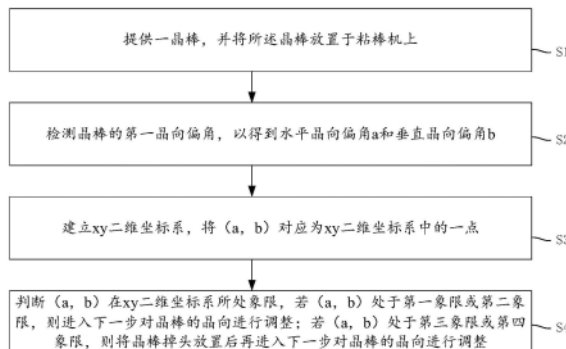 提供一晶棒，并将所述晶棒放置于粘棒机上
S1
检测晶棒的第一晶向偏角，以得到水平晶向偏角a和垂直晶向偏角b
S2
建立xy二维坐标系，将（a，b）对应为xy二维坐标系中的一点
S3
判断（a，b）在xy二维坐标系所处象限，若（a，b）处于第一象限或第二象
限，则进入下一步对晶棒的晶向进行调整；若（a，b）处于第三象限或第四
象限，则将晶棒掉头放置后再进入下一步对晶棒的晶向进行调整
S4